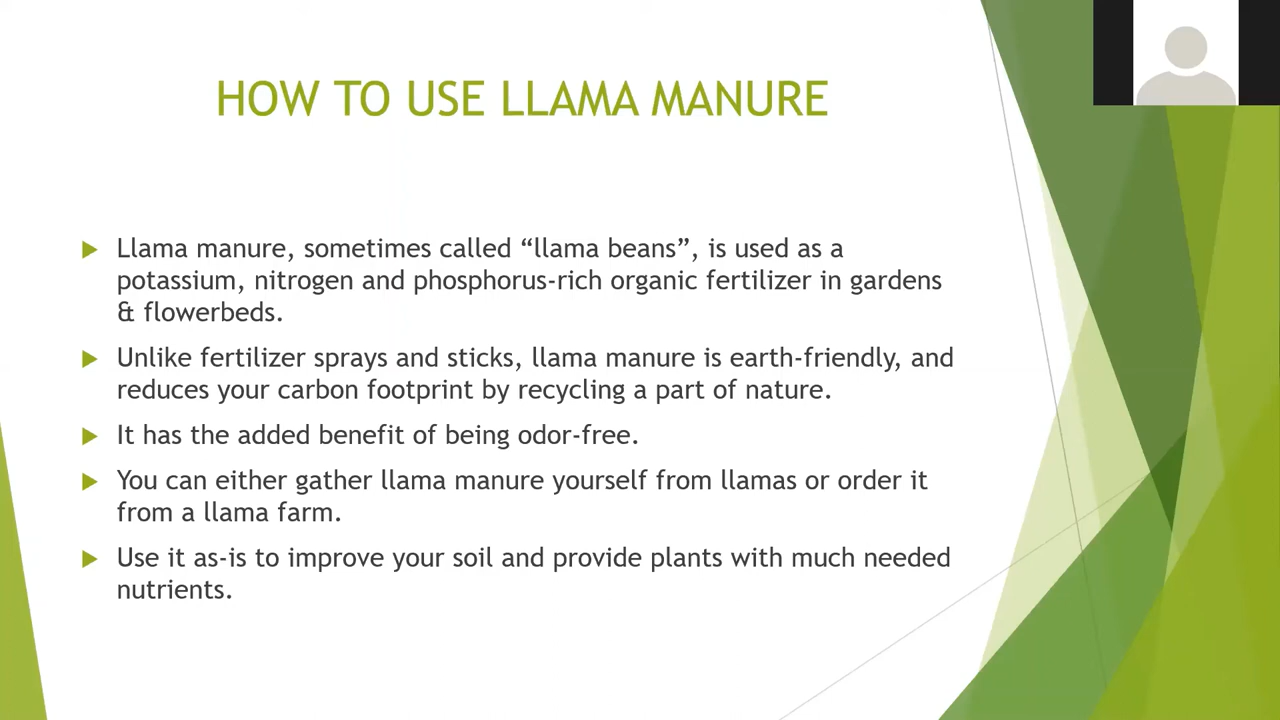 HOW TO USE LLAMA MANURE
Llama manure, sometimes called “llama beans”, is used as a
potassium, nitrogen and phosphorus-rich organic fertilizer in gardens
& flowerbeds.
Unlike fertilizer sprays and sticks, llama manure is earth-friendly, and
reduces your carbon footprint by recycling a part of nature.
It has the added benefit of being odor-free.
You can either gather llama manure yourself from llamas or order it
from a llama farm.
Use it as-is to improve your soil and provide plants with much needed
nutrients.